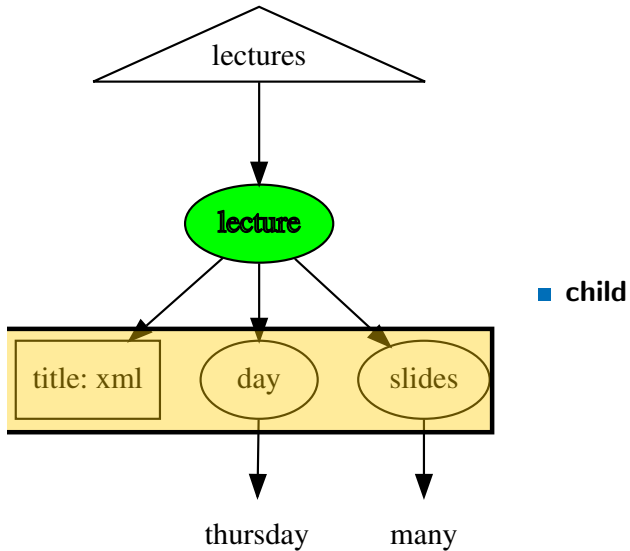 lectures
lecture
child
title: xml
day
slides
thursday
many